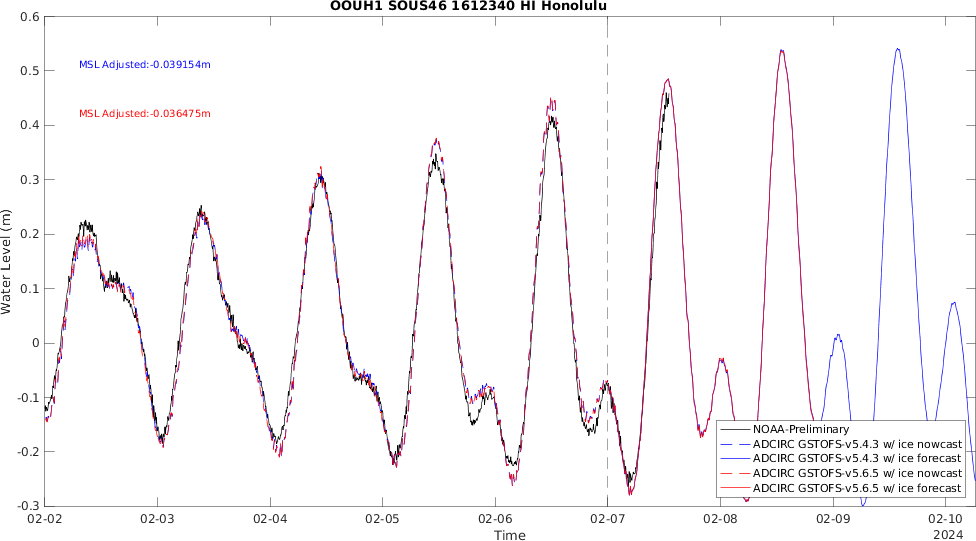 OOUH1 SOUS46 1612340 HI Honolulu
0.6
0.5
0.4
0.3
0.2
0.1
0
-0.1
-0.2
-0.3
Water Level (m)
MSL Adjusted:-0.039154m
MSL Adjusted:-0.036475m
NOAA-Preliminary
ADCIRC GSTOFS-v5.4.3 w/ ice nowcast
ADCIRC GSTOFS-v5.4.3 w/ ice forecast
ADCIRC GSTOFS-v5.6.5 w/ ice nowcast
ADCIRC GSTOFS-v5.6.5 w/ ice forecast
02-02 02-03 02-04 02-05 02-06 02-07 02-08 02-09 02-10
Time
2024